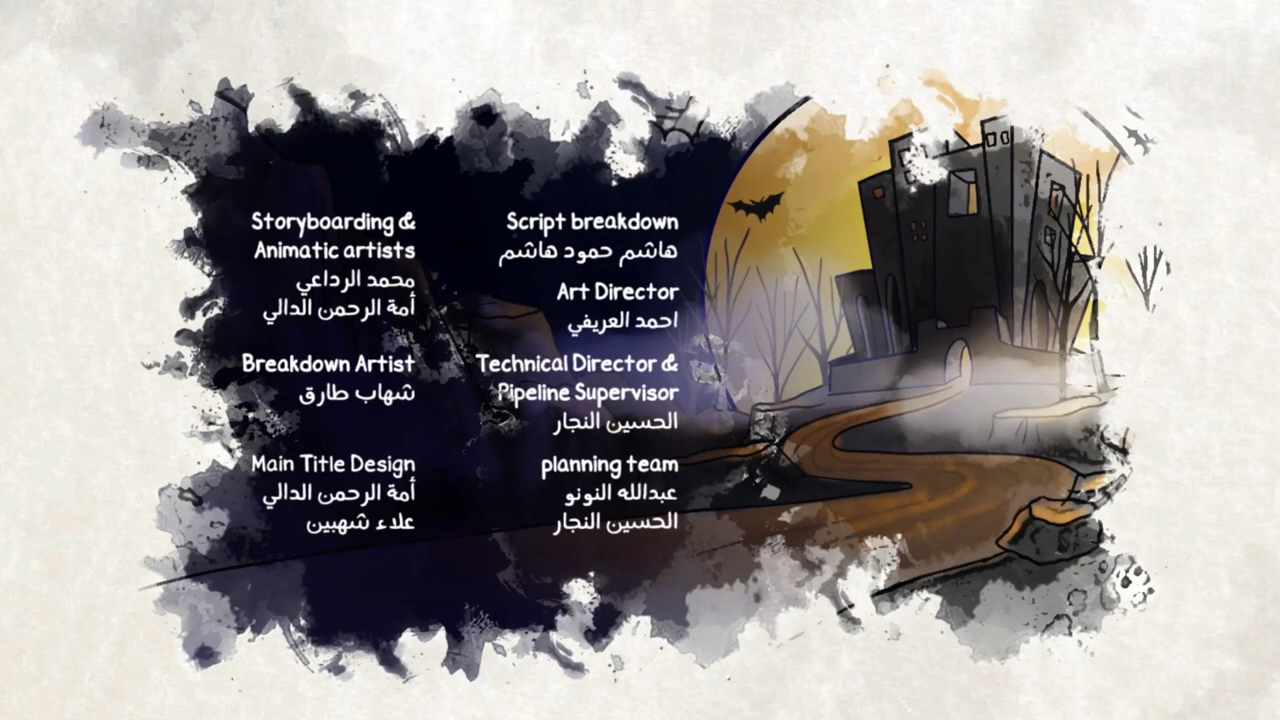 Storyboarding &
Animatic artists
محمد الرداعي
أمة الرحمن الدالي
Breakdown Artist
شهاب طارق
Main Title Design
أمة الرحمن الدالي
علاء شهبين
Script breakdown
هاشم حمود هاشم
Art Director
احمد العريفي
Technical Director &
Pipeline Supervisor
الحسين النجار
planning team
عبدالله النونو
الحسين النجار